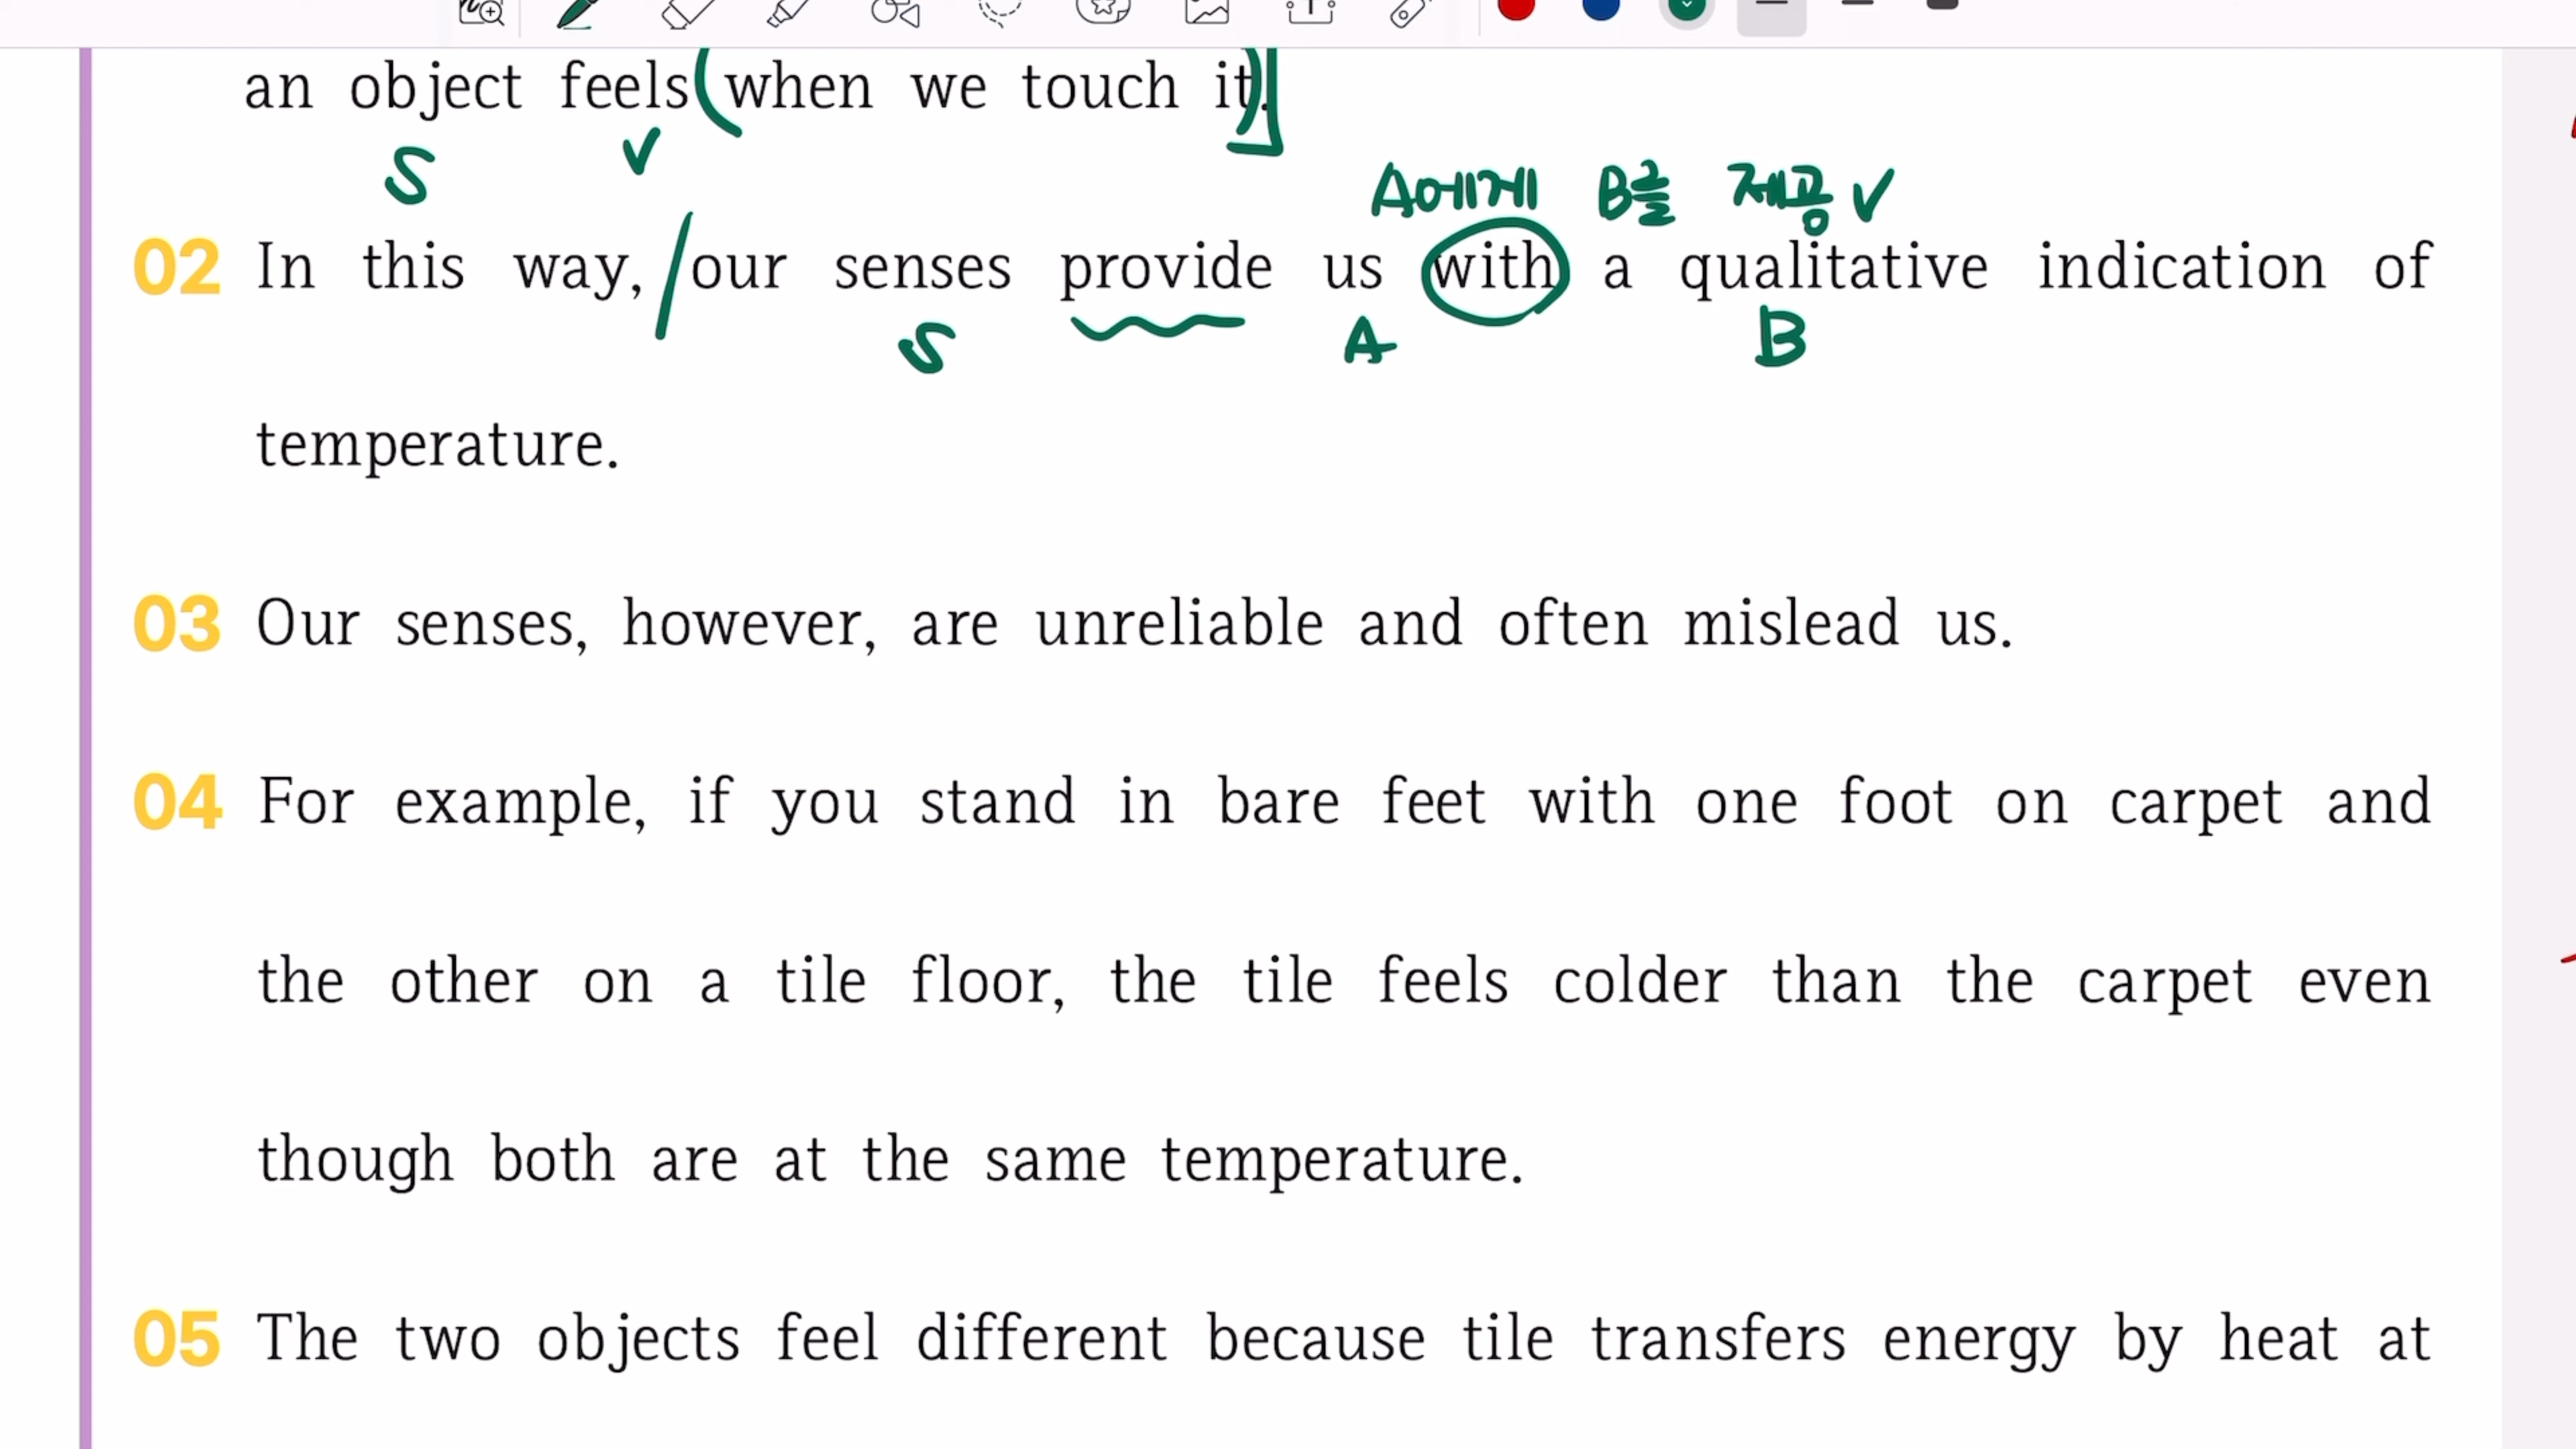 an object feels (when we touch it.)]
S V
A에게 B를 제공 V
02 In this way, / our senses provide us with a qualitative indication of
S A B
temperature.
03 Our senses, however, are unreliable and often mislead us.
04 For example, if you stand in bare feet with one foot on carpet and
the other on a tile floor, the tile feels colder than the carpet even
though both are at the same temperature.
05 The two objects feel different because tile transfers energy by heat at